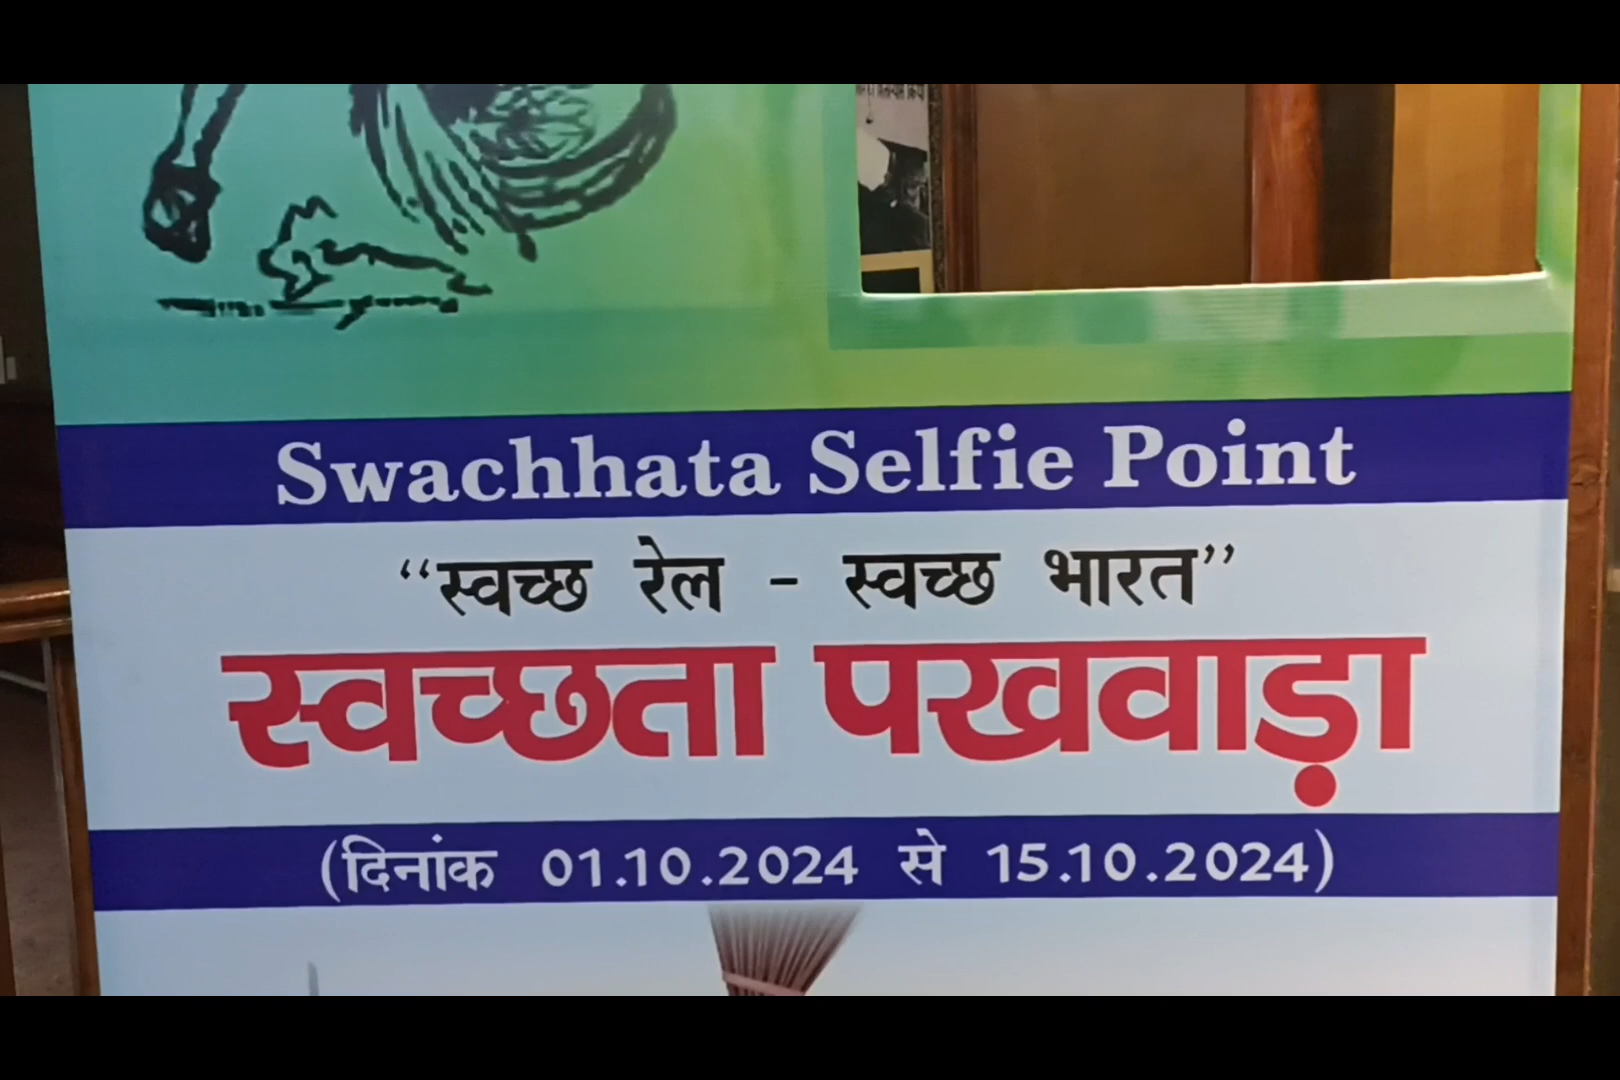 Swachhata Selfie Point
“स्वच्छ रेल - स्वच्छ भारत”
स्वच्छता पखवाड़ा
(दिनांक 01.10.2024 से 15.10.2024)